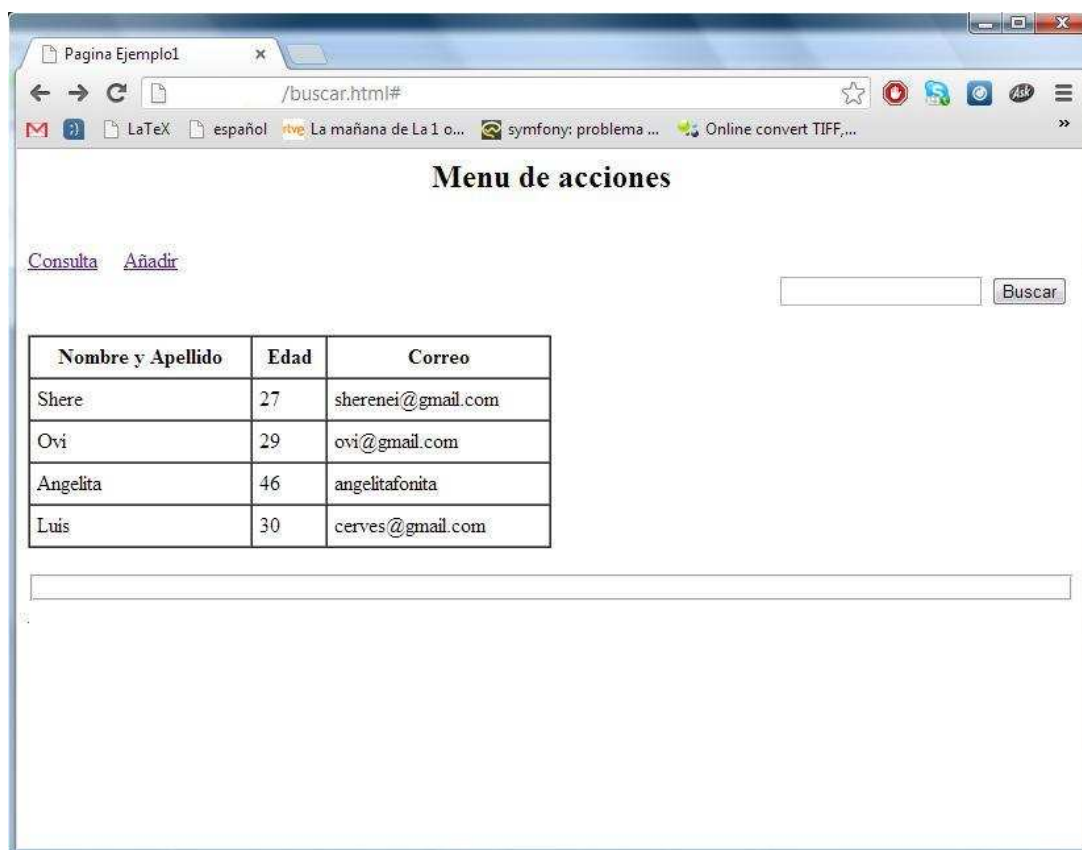 Pagina Ejemplo1
/buscar.html#
Ask
LaTeX español rtve La mañana de La 1 o... symfony: problema ... Online convert TIFF,... »
Menu de acciones
Consulta Añadir
Buscar
Nombre y Apellido Edad Correo
Shere 27 sherenei@gmail.com
Ovi 29 ovi@gmail.com
Angelita 46 angelitafonita
Luis 30 cerves@gmail.com